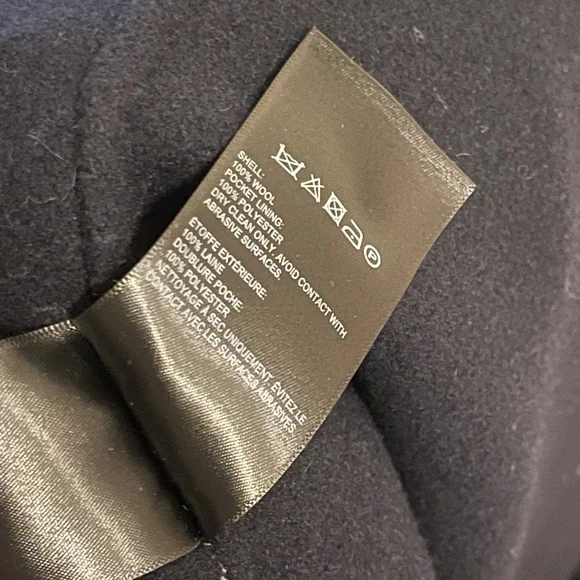 SHELL:
100% WOOL
POCKET LINING:
100% POLYESTER
DRY CLEAN ONLY. AVOID CONTACT WITH
ABRASIVE SURFACES.
ÉTOFFE EXTÉRIEURE:
100% LAINE
DOUBLURE POCHE:
100% POLYESTER
NETTOYAGE À SEC UNIQUEMENT. ÉVITEZ LE
CONTACT AVEC LES SURFACES ABRASIVES.